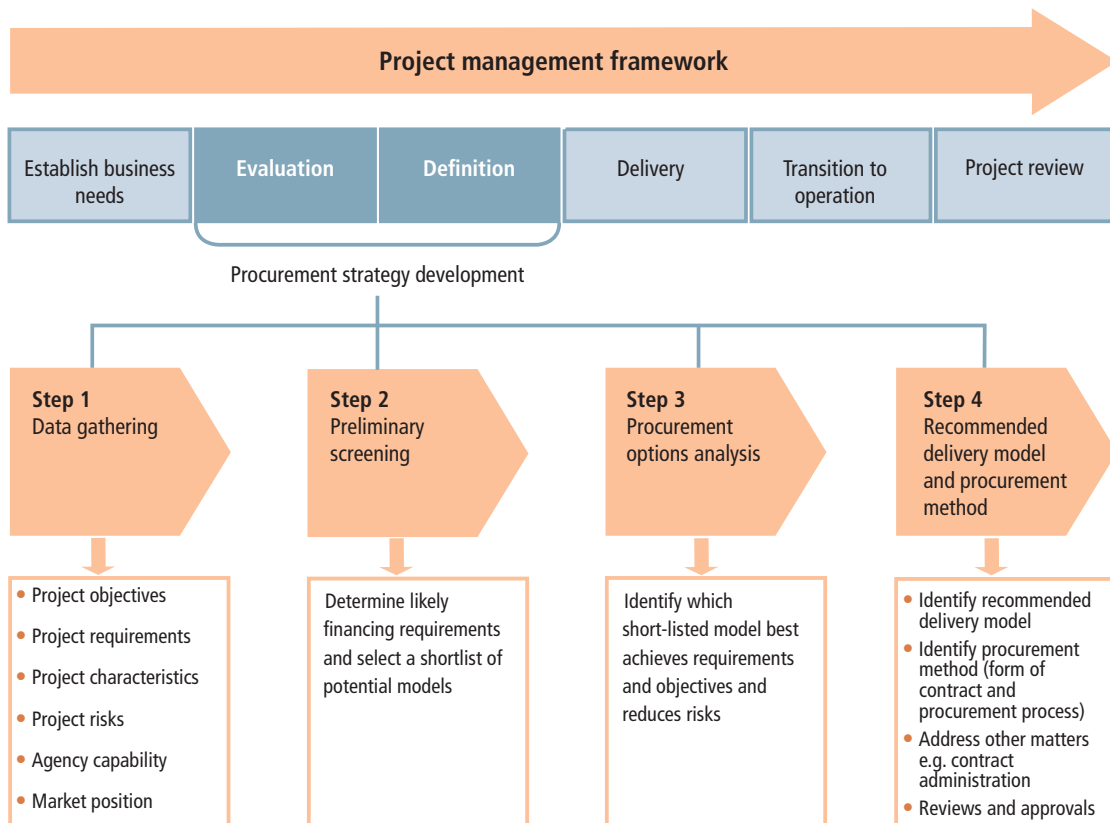 Project management framework
Establish business
needs
Evaluation
Definition
Delivery
Transition to
operation
Project review
Procurement strategy development
Step 1
Data gathering
Step 2
Preliminary
screening
Step 3
Procurement
options analysis
Step 4
Recommended
delivery model
and procurement
method
• Project objectives
• Project requirements
• Project characteristics
• Project risks
• Agency capability
• Market position
Determine likely
financing requirements
and select a shortlist of
potential models
Identify which
short-listed model best
achieves requirements
and objectives and
reduces risks
• Identify recommended
delivery model
• Identify procurement
method (form of
contract and
procurement process)
• Address other matters
e.g. contract
administration
• Reviews and approvals